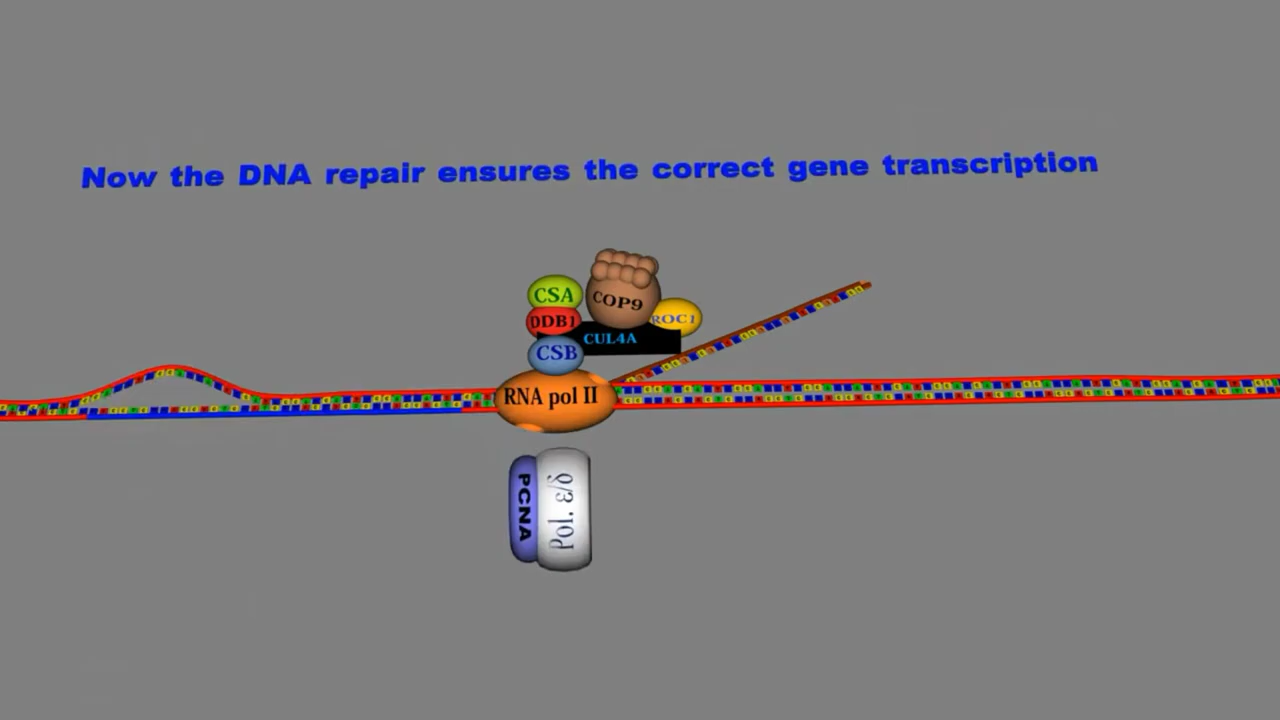 Now the DNA repair ensures the correct gene transcription
CSA
COP9
DDB1
ROC1
CUL4A
CSB
RNA pol II
PCNA
Pol. ε/δ